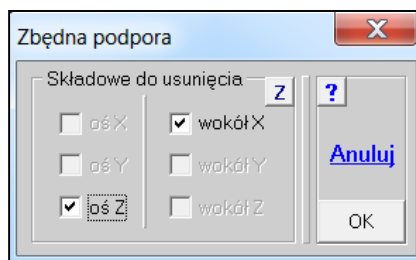 Zbędna podpora
X
Składowe do usunięcia
Z
?
oś X
wokół X
oś Y
wokół Y
Anuluj
oś Z
wokół Z
OK